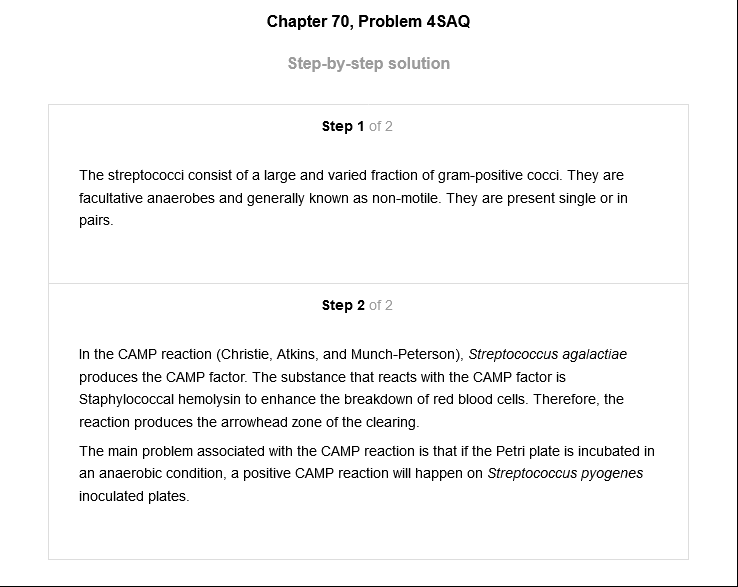 Chapter 70, Problem 4SAQ
Step-by-step solution
Step 1 of 2
The streptococci consist of a large and varied fraction of gram-positive cocci. They are
facultative anaerobes and generally known as non-motile. They are present single or in
pairs.
Step 2 of 2
In the CAMP reaction (Christie, Atkins, and Munch-Peterson), Streptococcus agalactiae
produces the CAMP factor. The substance that reacts with the CAMP factor is
Staphylococcal hemolysin to enhance the breakdown of red blood cells. Therefore, the
reaction produces the arrowhead zone of the clearing.
The main problem associated with the CAMP reaction is that if the Petri plate is incubated in
an anaerobic condition, a positive CAMP reaction will happen on Streptococcus pyogenes
inoculated plates.